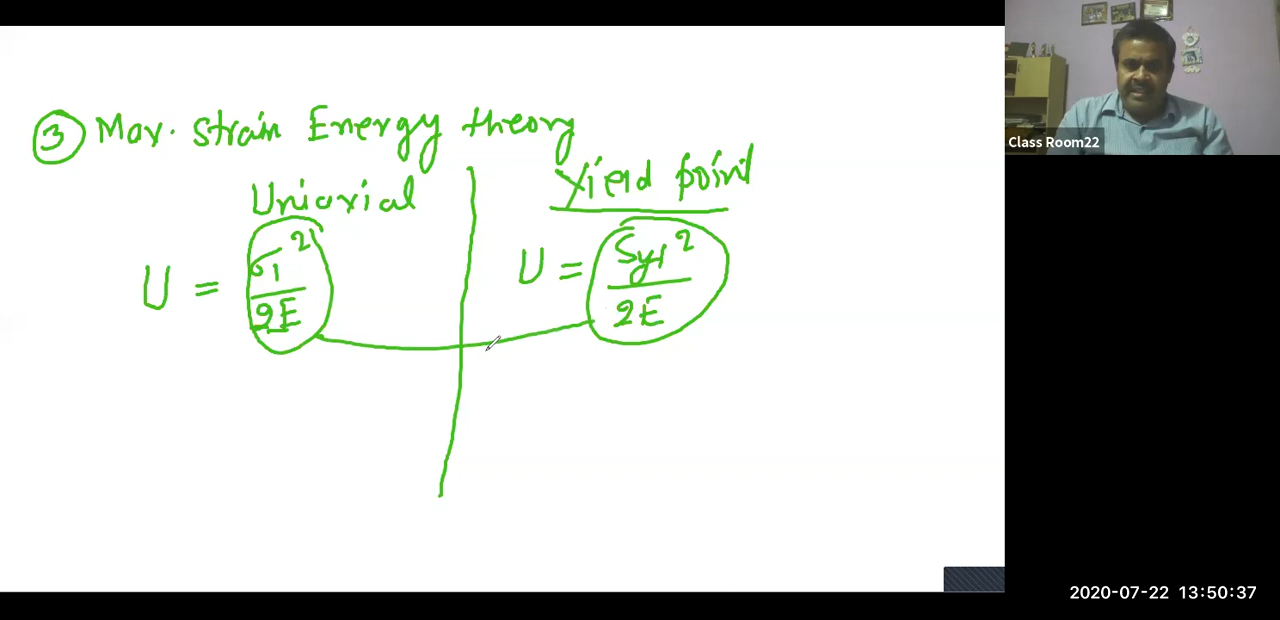 ③ Max. Strain Energy theory
Uniaxial
U = σ1²/2E
Yield point
U = Syt²/2E
Class Room22
2020-07-22 13:50:37